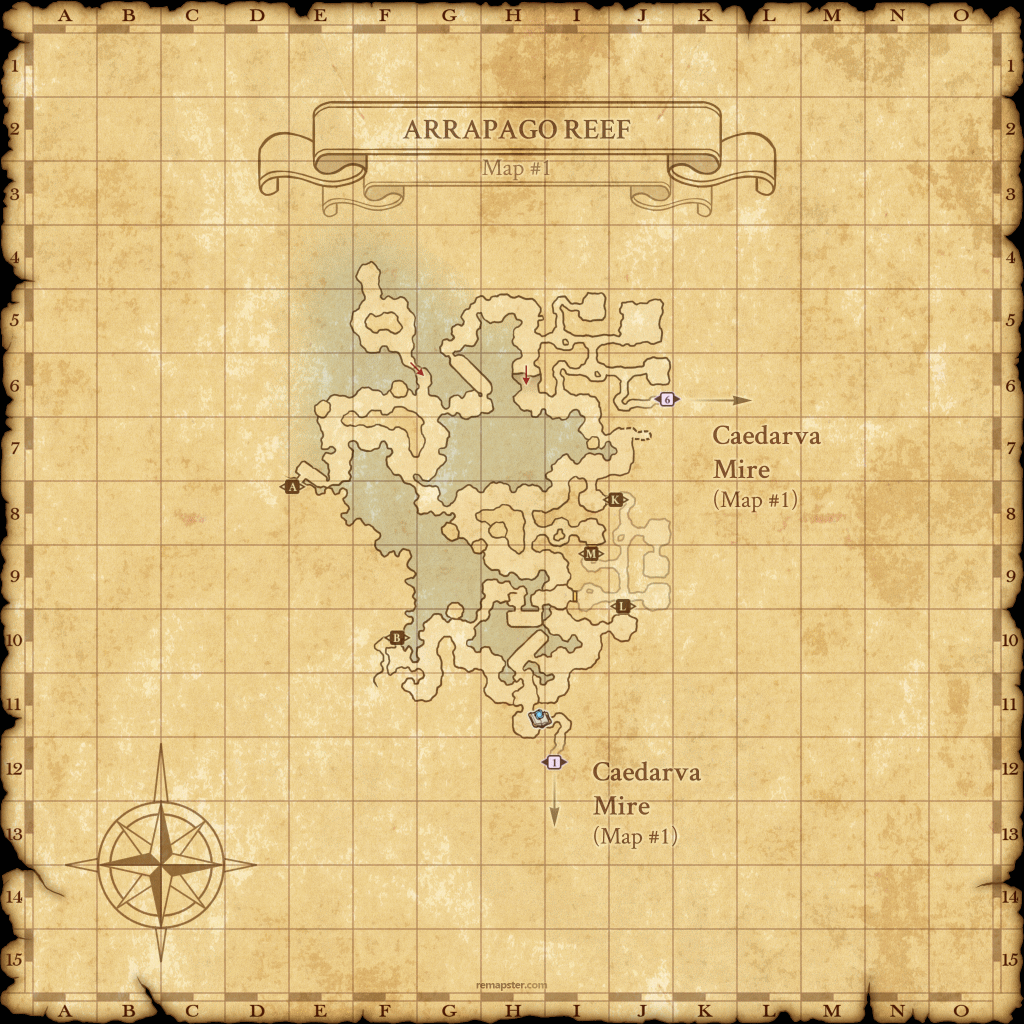 A B C D E F G H I J K L M N O
1 1
2 2
ARRAPAGO REEF
Map #1
3 3
4 4
5 5
6 6
6
7 7
Caedarva
Mire
(Map #1)
A
8 8
K
M
9 9
L
10 10
B
11 11
12 12
I
Caedarva
Mire
(Map #1)
13 13
14 14
15 15
remapster.com
A B C D E F G H I J K L M N O